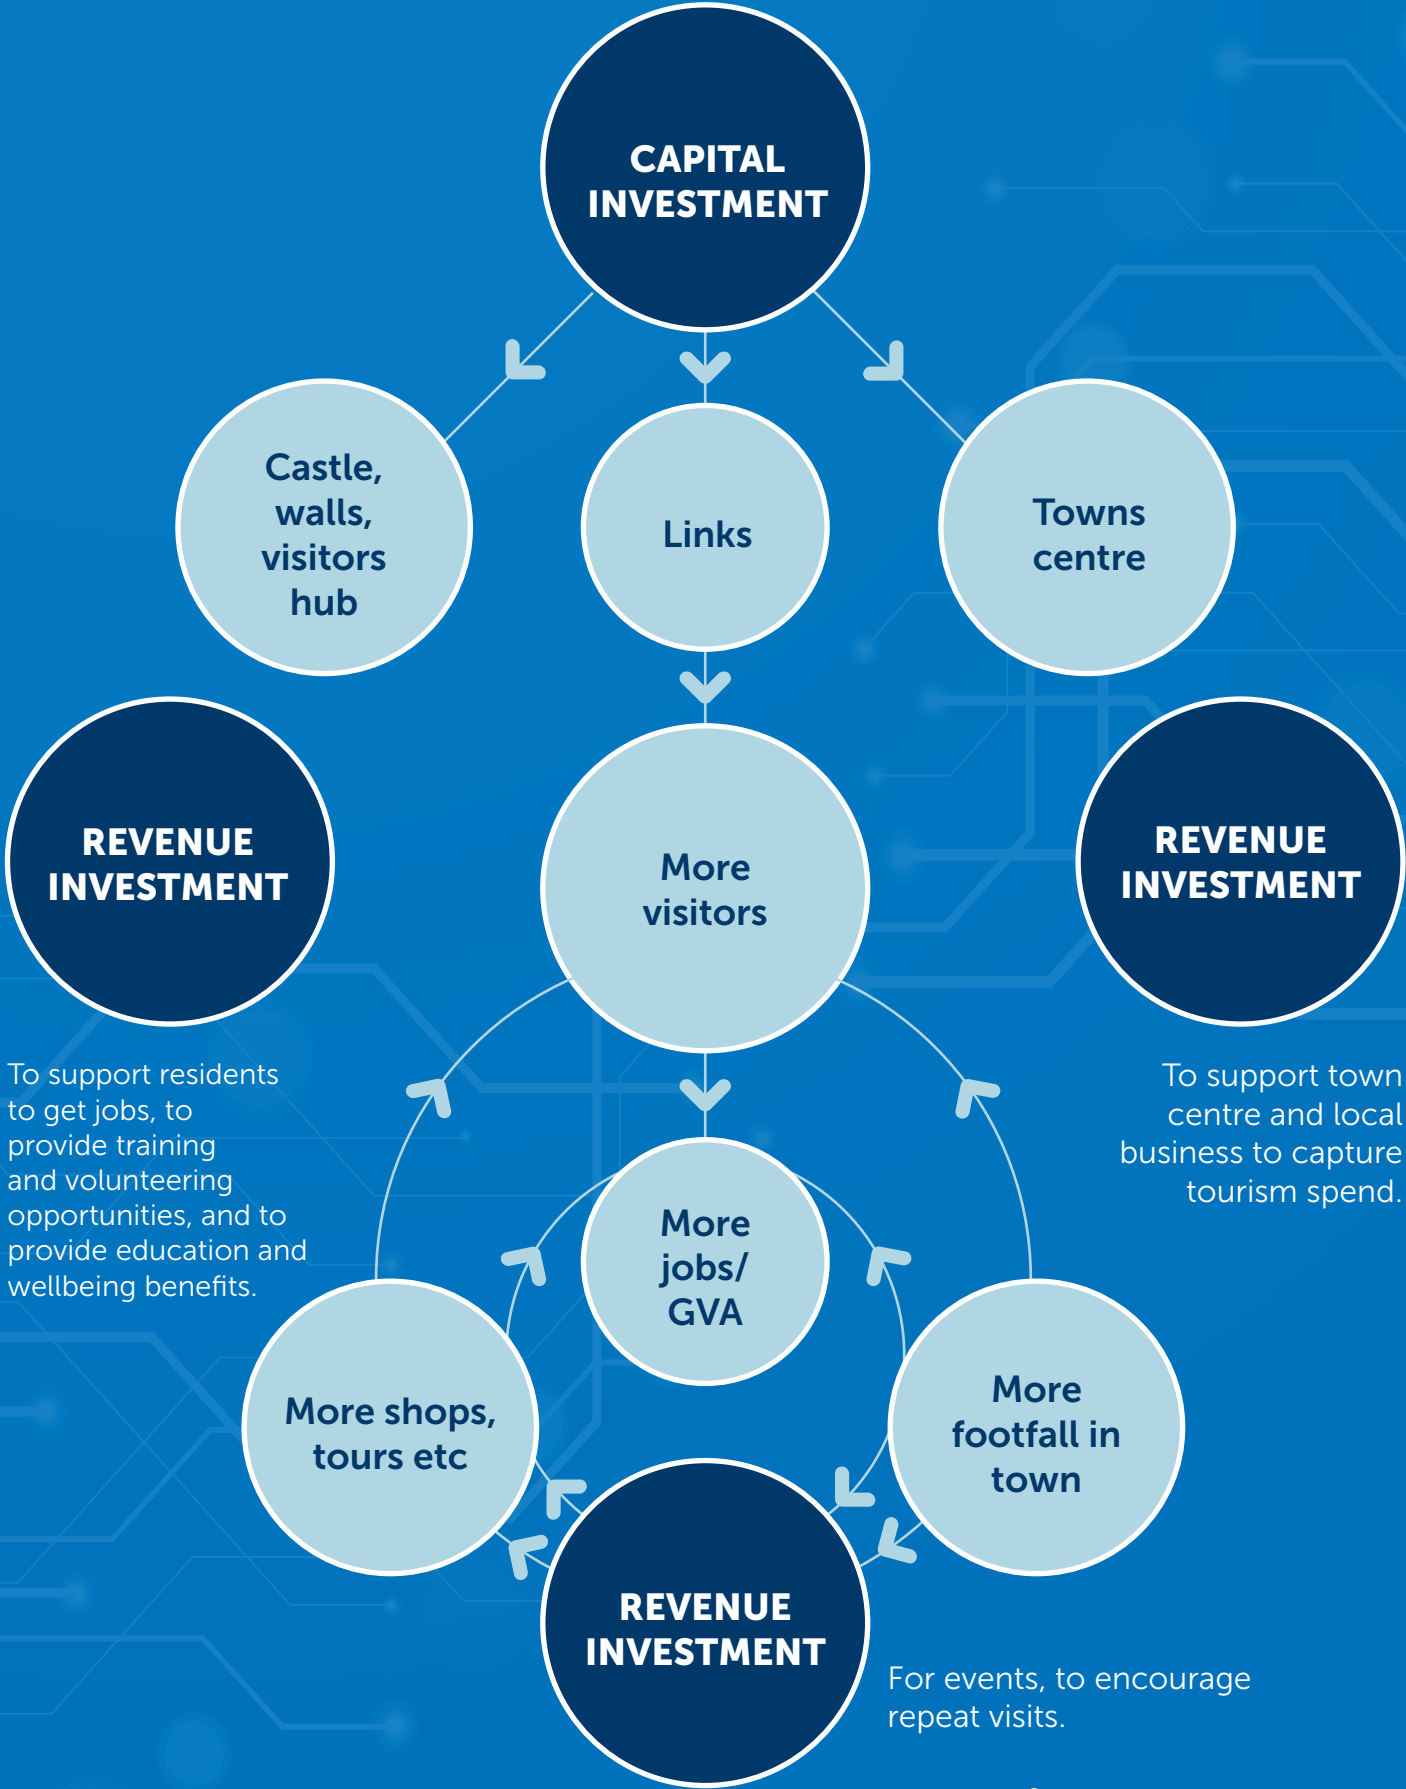 CAPITAL
INVESTMENT
Castle,
walls,
visitors
hub
Links
Towns
centre
REVENUE
INVESTMENT
More
visitors
REVENUE
INVESTMENT
To support residents
to get jobs, to
provide training
and volunteering
opportunities, and to
provide education and
wellbeing benefits.
To support town
centre and local
business to capture
tourism spend.
More
jobs/
GVA
More shops,
tours etc
More
footfall in
town
REVENUE
INVESTMENT
For events, to encourage
repeat visits.